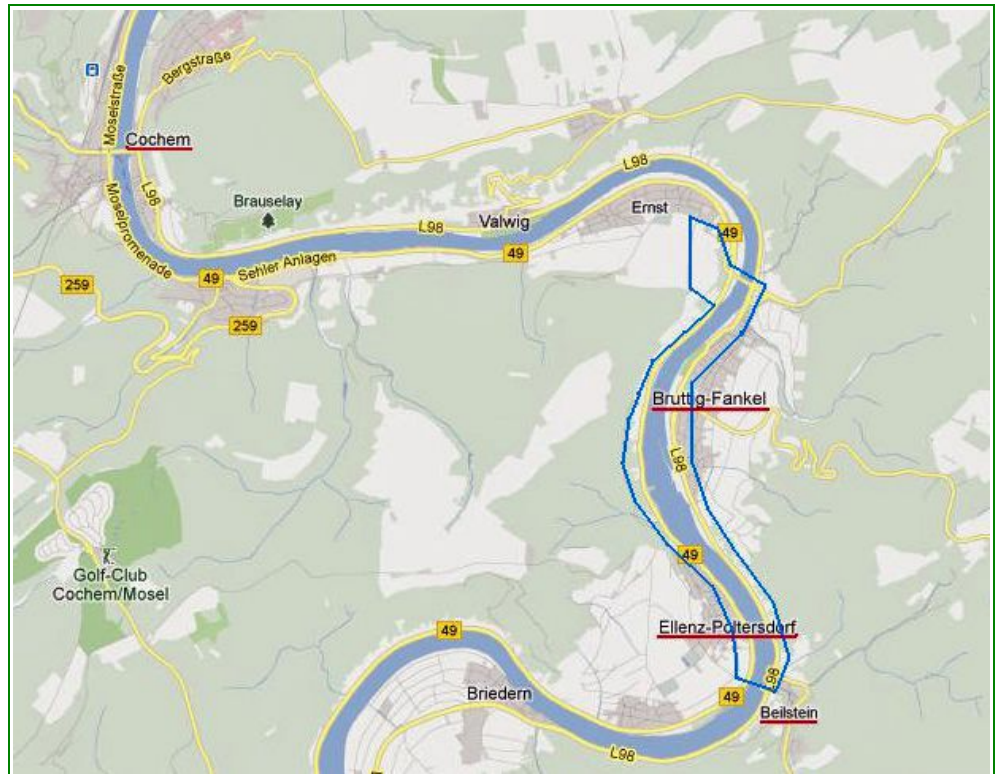 Bergstraße
Moselstraße
Cochem
L98
L98
Ernst
Brauselay
Valwig
L98
49
49
Moselpromenade
Sehler Anlagen
49
259
259
Bruttig-Fankel
L98
49
Golf-Club
Cochem/Mosel
Ellenz-Poltersdorf
49
L98
Briedern
49
Beilstein
L98